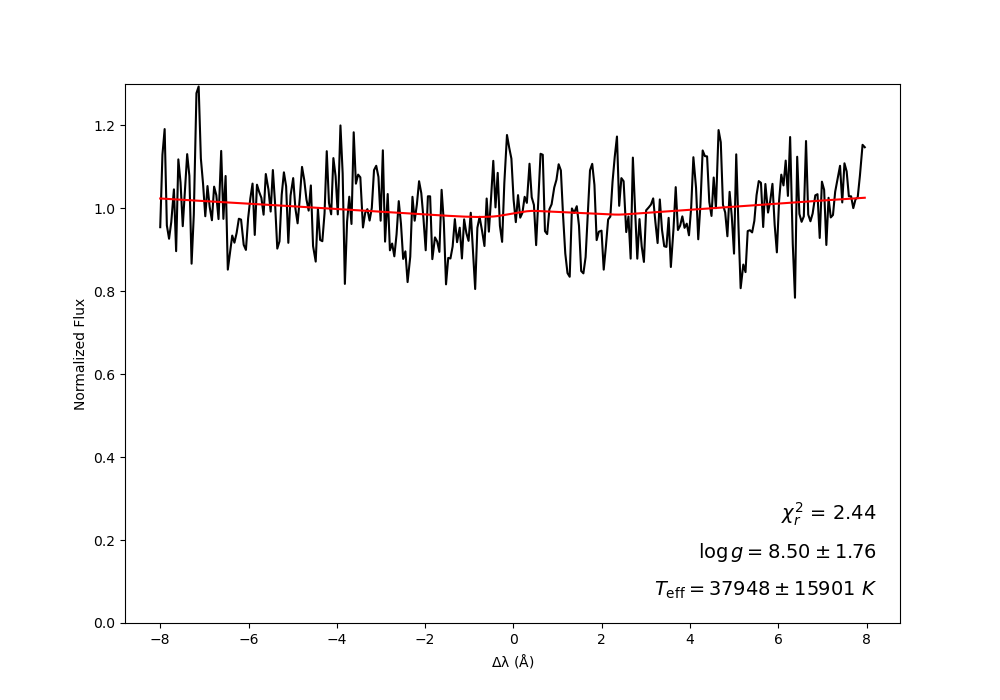 1.2
1.0
0.8
0.6
0.4
0.2
0.0
Normalized Flux
χ²ᵣ = 2.44
log g = 8.50 ± 1.76
T_eff = 37948 ± 15901 K
−8 −6 −4 −2 0 2 4 6 8
Δλ (Å)